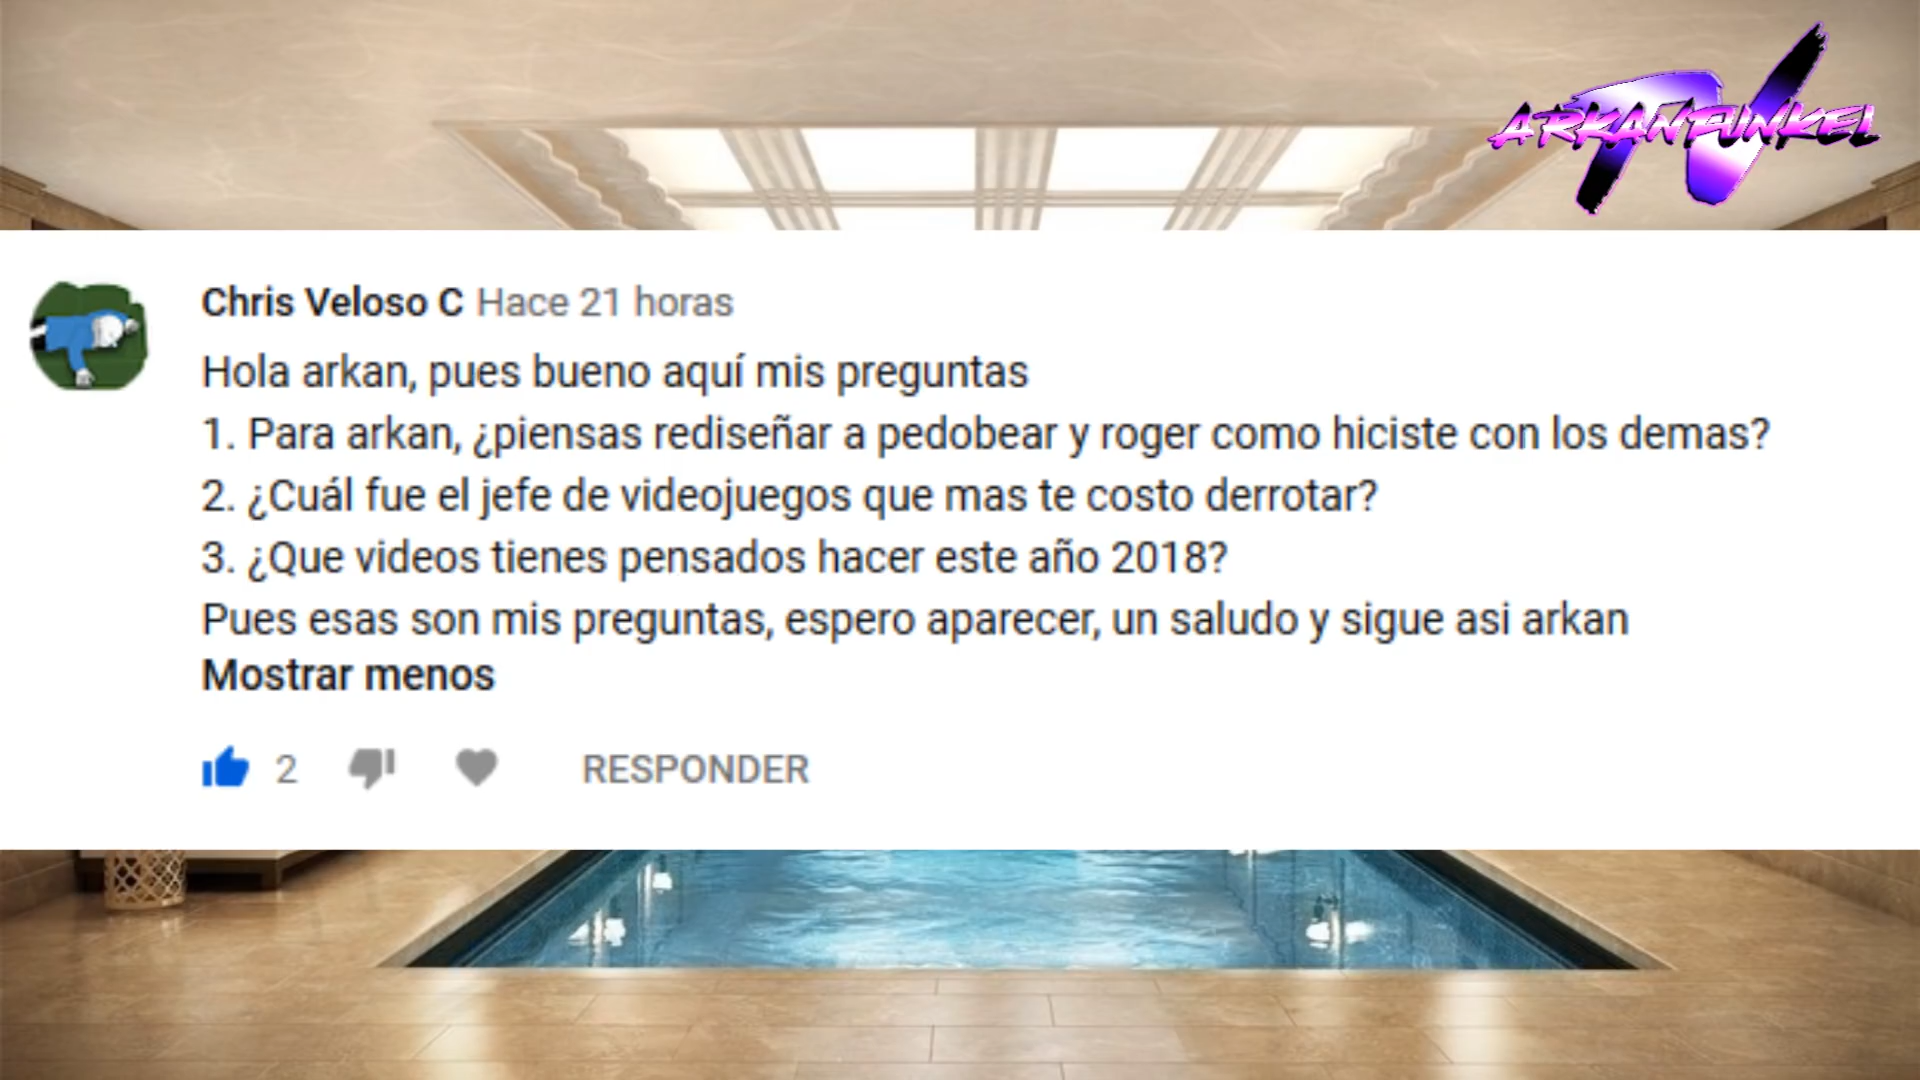 ARKANFUNKEL
TV
Chris Veloso C Hace 21 horas
Hola arkan, pues bueno aquí mis preguntas
1. Para arkan, ¿piensas rediseñar a pedobear y roger como hiciste con los demas?
2. ¿Cuál fue el jefe de videojuegos que mas te costo derrotar?
3. ¿Que videos tienes pensados hacer este año 2018?
Pues esas son mis preguntas, espero aparecer, un saludo y sigue asi arkan
Mostrar menos
2 RESPONDER